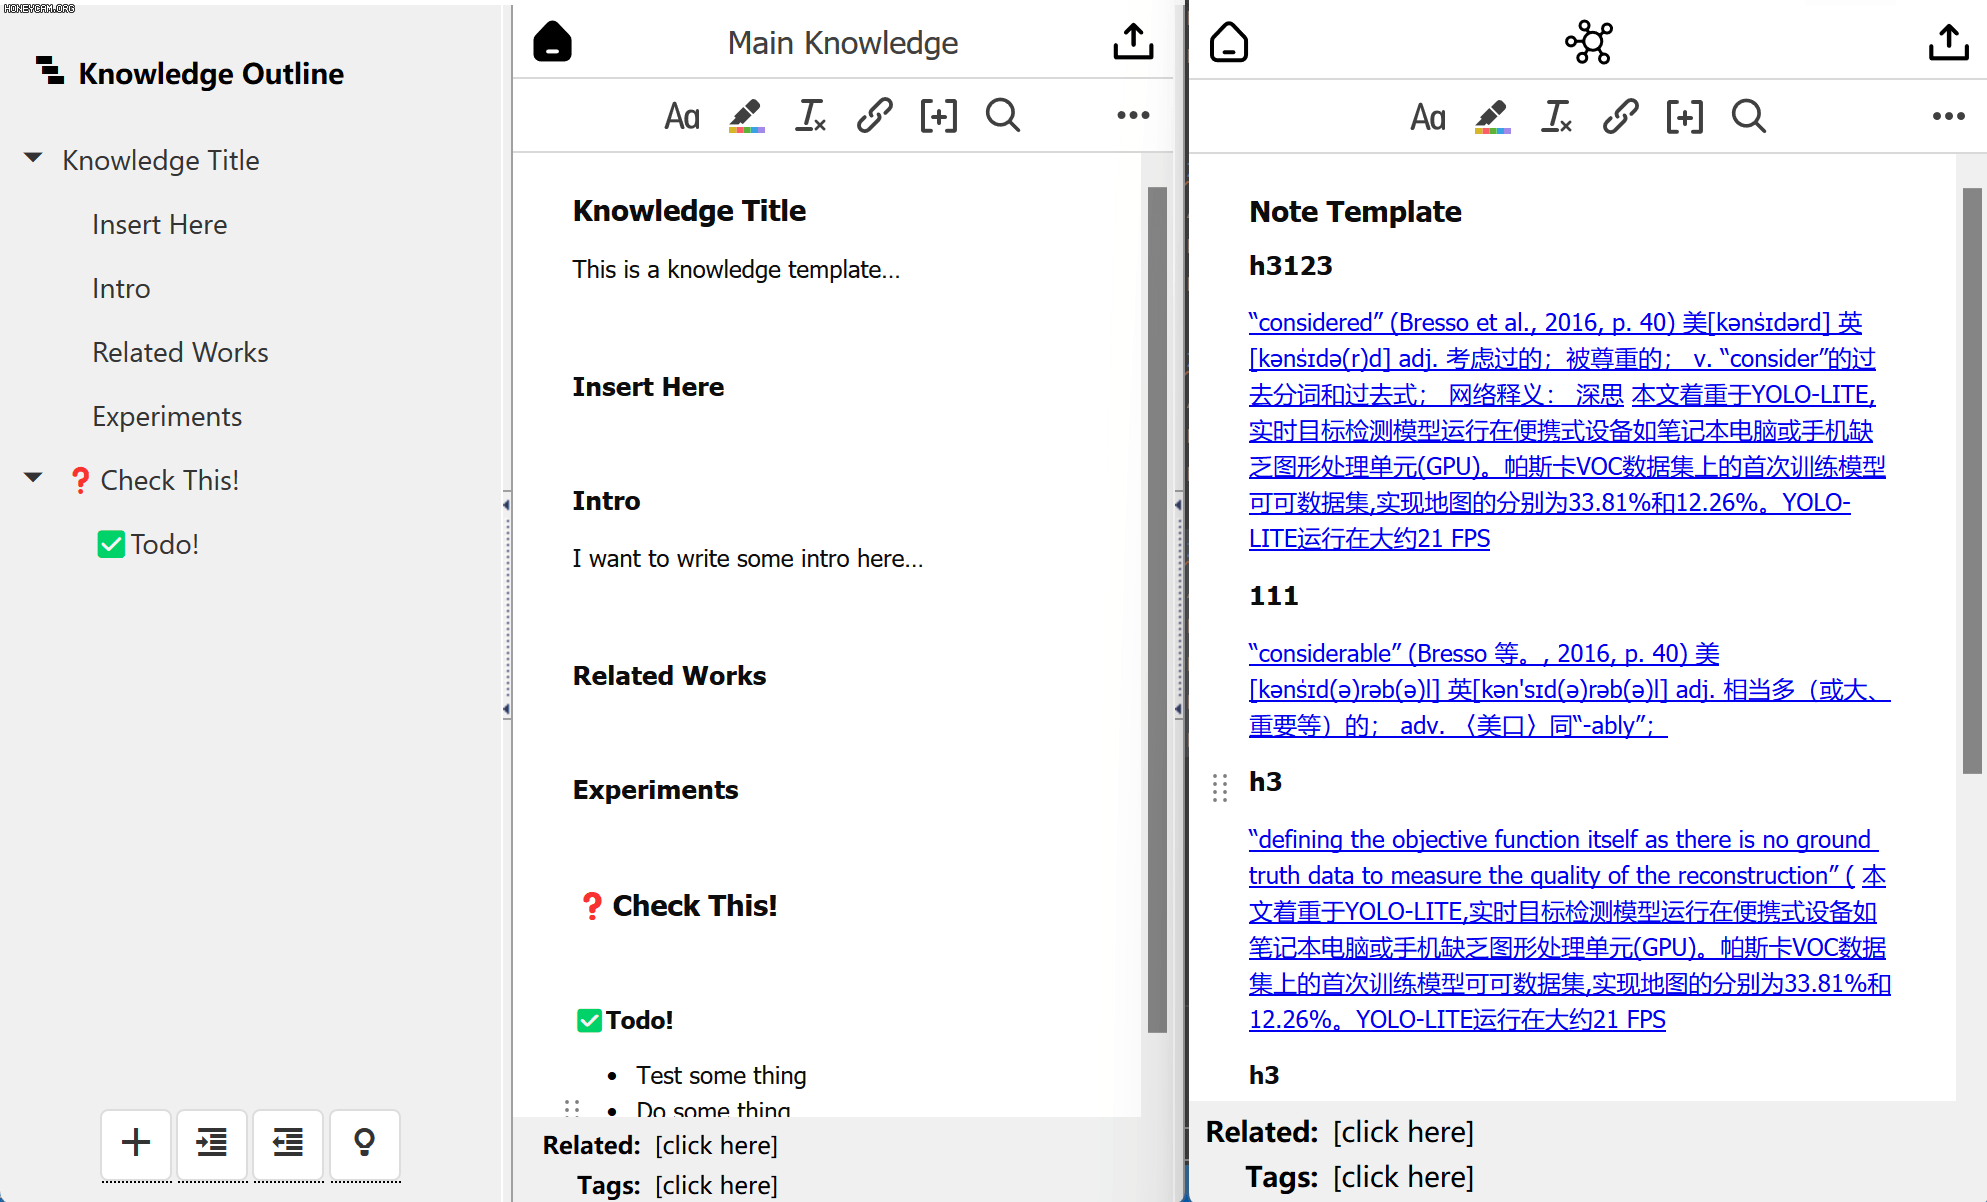 HONEYCAM.ORG
Knowledge Outline
Knowledge Title
Insert Here
Intro
Related Works
Experiments
❓ Check This!
✅ Todo!
Main Knowledge
Aa
Knowledge Title
This is a knowledge template...
Insert Here
Intro
I want to write some intro here...
Related Works
Experiments
❓ Check This!
✅ Todo!
• Test some thing
• Do some thing
Related: [click here]
Tags: [click here]
Aa
Note Template
h3123
“considered” (Bresso et al., 2016, p. 40) 美[kənˈsɪdərd] 英
[kənˈsɪdə(r)d] adj. 考虑过的；被尊重的； v. “consider”的过
去分词和过去式； 网络释义： 深思 本文着重于YOLO-LITE,
实时目标检测模型运行在便携式设备如笔记本电脑或手机缺
乏图形处理单元(GPU)。帕斯卡VOC数据集上的首次训练模型
可可数据集,实现地图的分别为33.81%和12.26%。YOLO-
LITE运行在大约21 FPS
111
“considerable” (Bresso 等。, 2016, p. 40) 美
[kənˈsɪd(ə)rəb(ə)l] 英[kən'sɪd(ə)rəb(ə)l] adj. 相当多（或大、
重要等）的； adv. 〈美口〉同“-ably”；
h3
“defining the objective function itself as there is no ground
truth data to measure the quality of the reconstruction” ( 本
文着重于YOLO-LITE,实时目标检测模型运行在便携式设备如
笔记本电脑或手机缺乏图形处理单元(GPU)。帕斯卡VOC数据
集上的首次训练模型可可数据集,实现地图的分别为33.81%和
12.26%。YOLO-LITE运行在大约21 FPS
h3
Related: [click here]
Tags: [click here]